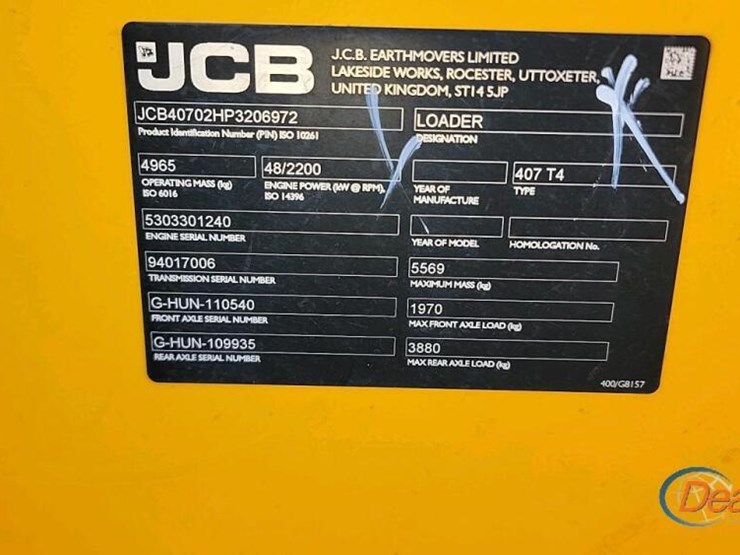 JCB
J.C.B. EARTHMOVERS LIMITED
LAKESIDE WORKS, ROCESTER, UTTOXETER,
UNITED KINGDOM, ST14 5JP
JCB40702HP3206972
Product Identification Number (PIN) ISO 10261
LOADER
DESIGNATION
4965
OPERATING MASS (kg)
ISO 6016
48/2200
ENGINE POWER (kW @ RPM),
ISO 14396
YEAR OF
MANUFACTURE
407 T4
TYPE
5303301240
ENGINE SERIAL NUMBER
YEAR OF MODEL
HOMOLOGATION No.
94017006
TRANSMISSION SERIAL NUMBER
5569
MAXIMUM MASS (kg)
G-HUN-110540
FRONT AXLE SERIAL NUMBER
1970
MAX FRONT AXLE LOAD (kg)
G-HUN-109935
REAR AXLE SERIAL NUMBER
3880
MAX REAR AXLE LOAD (kg)
400/G8157
Dea